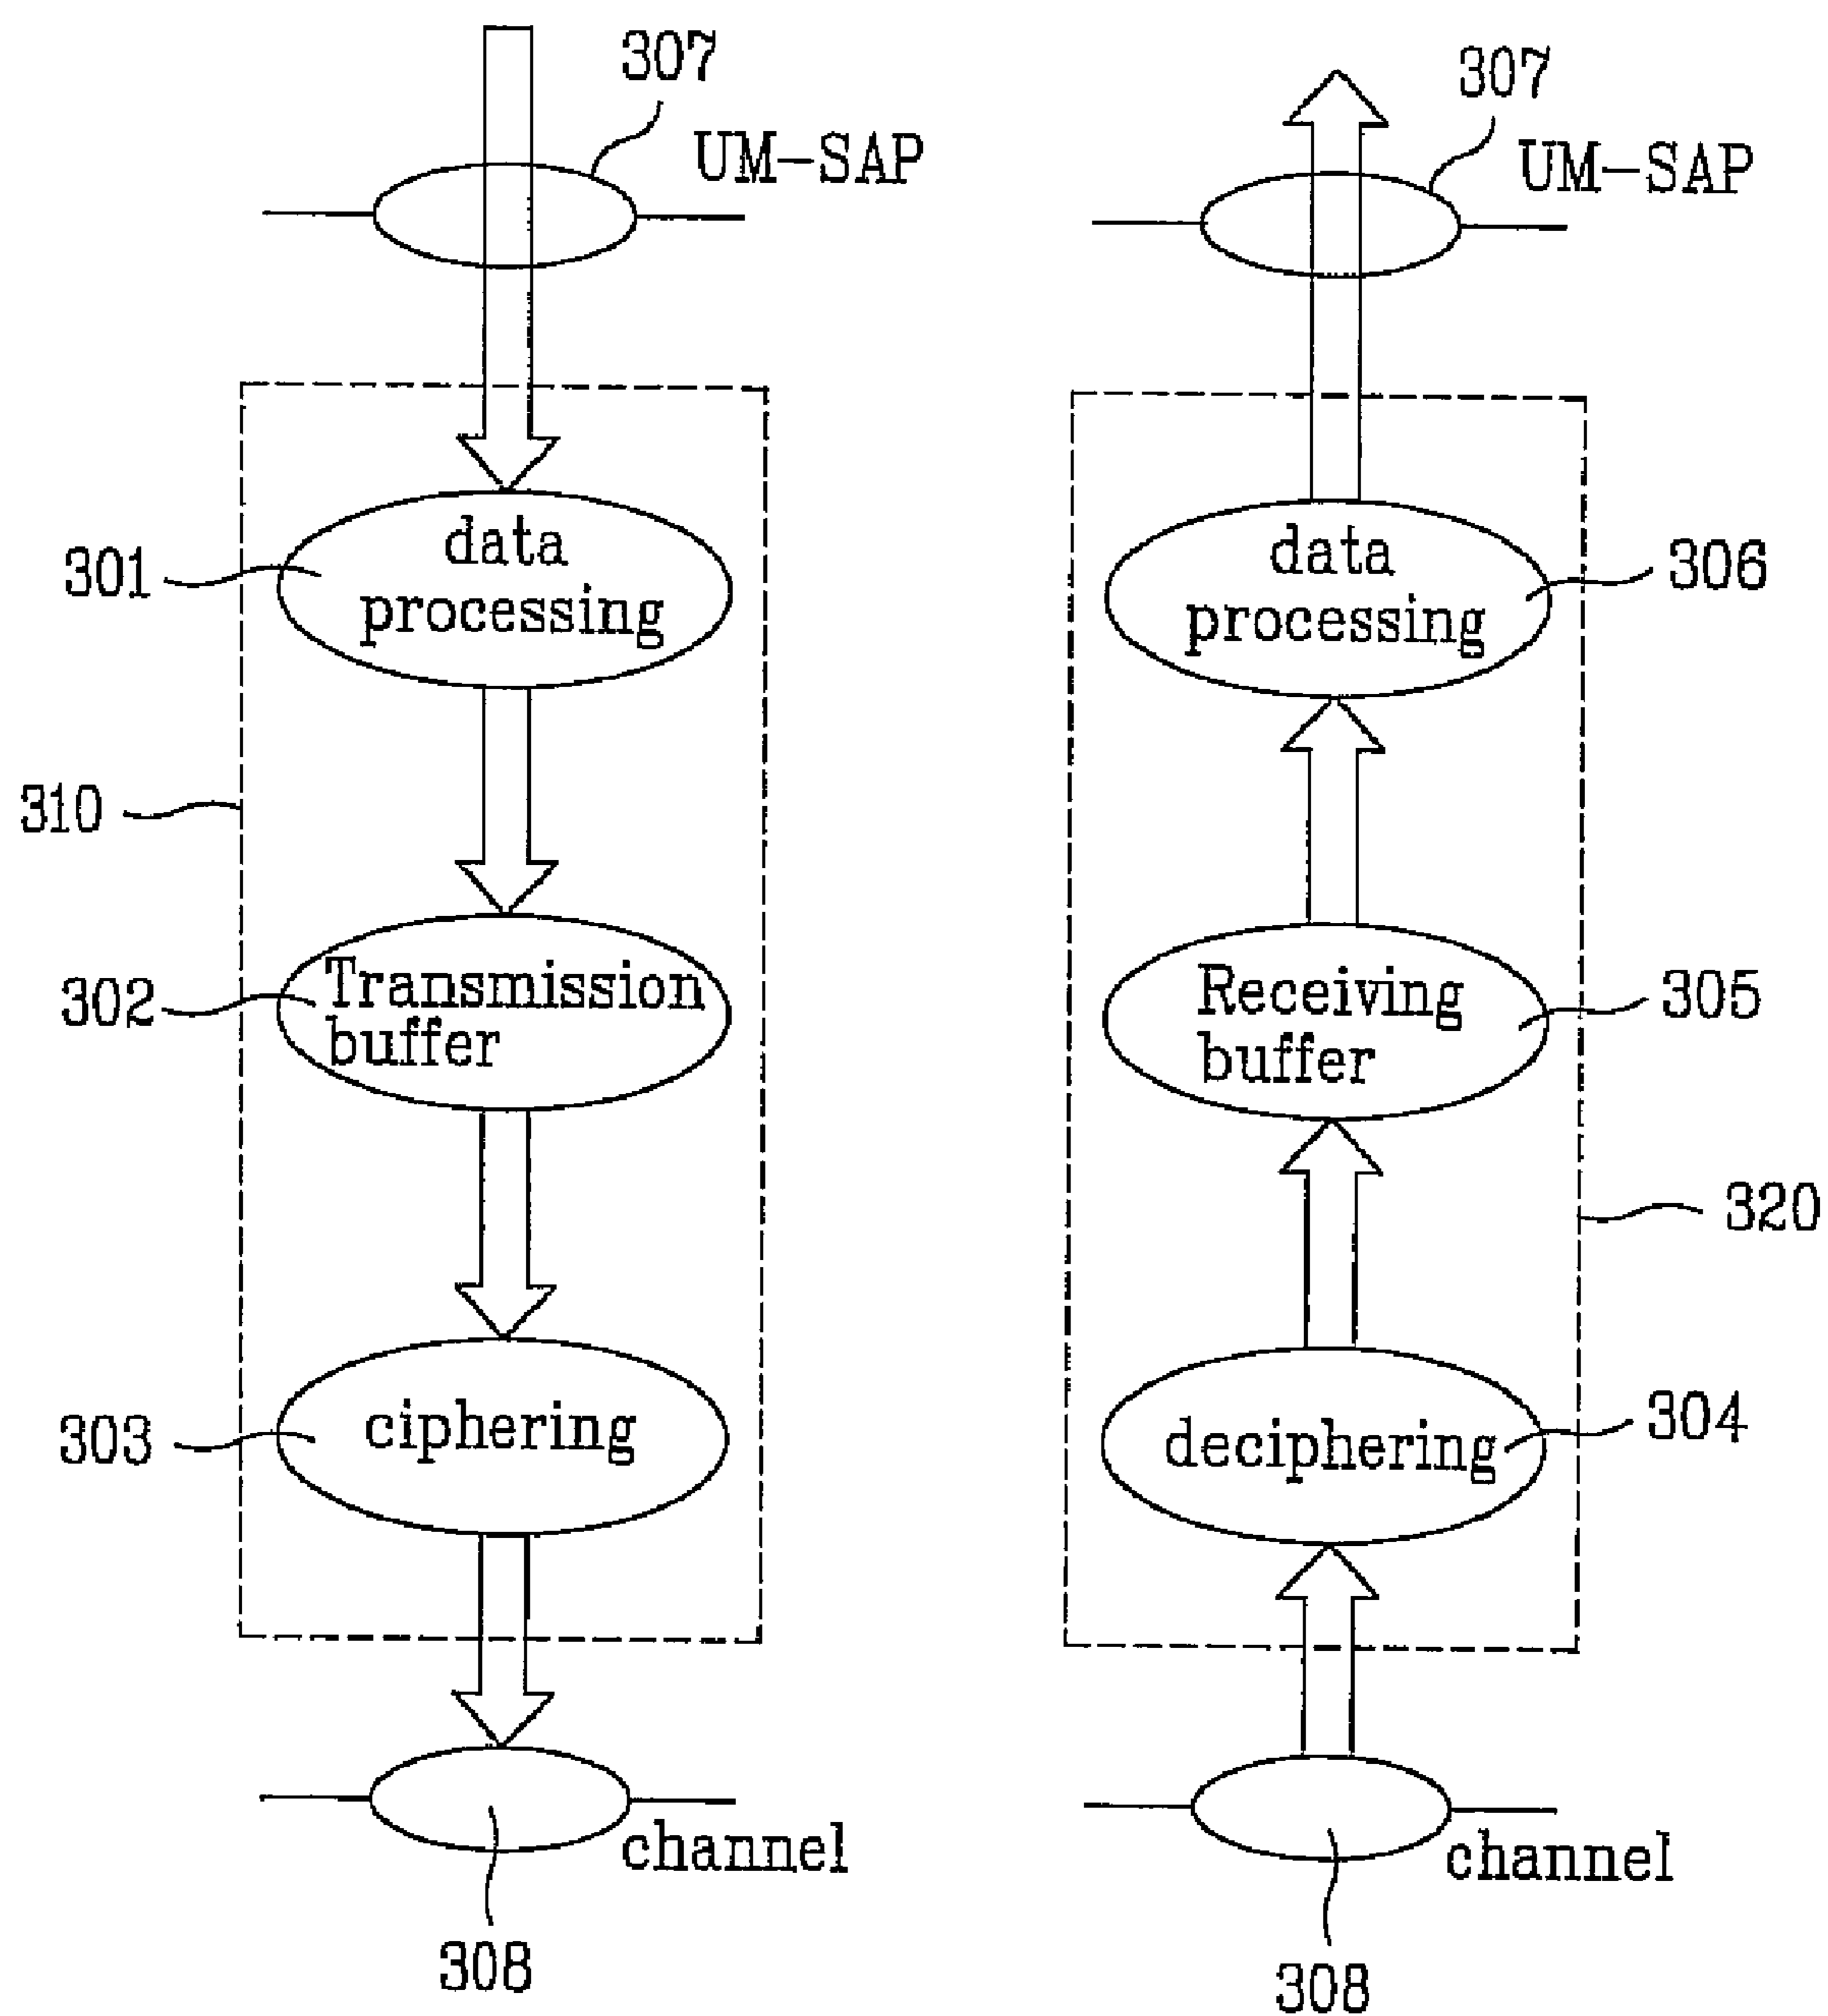 307
UM-SAP
301
data
processing
310
302
Transmission
buffer
303
ciphering
channel
308
307
UM-SAP
data
processing
306
Receiving
buffer
305
320
deciphering
304
channel
308